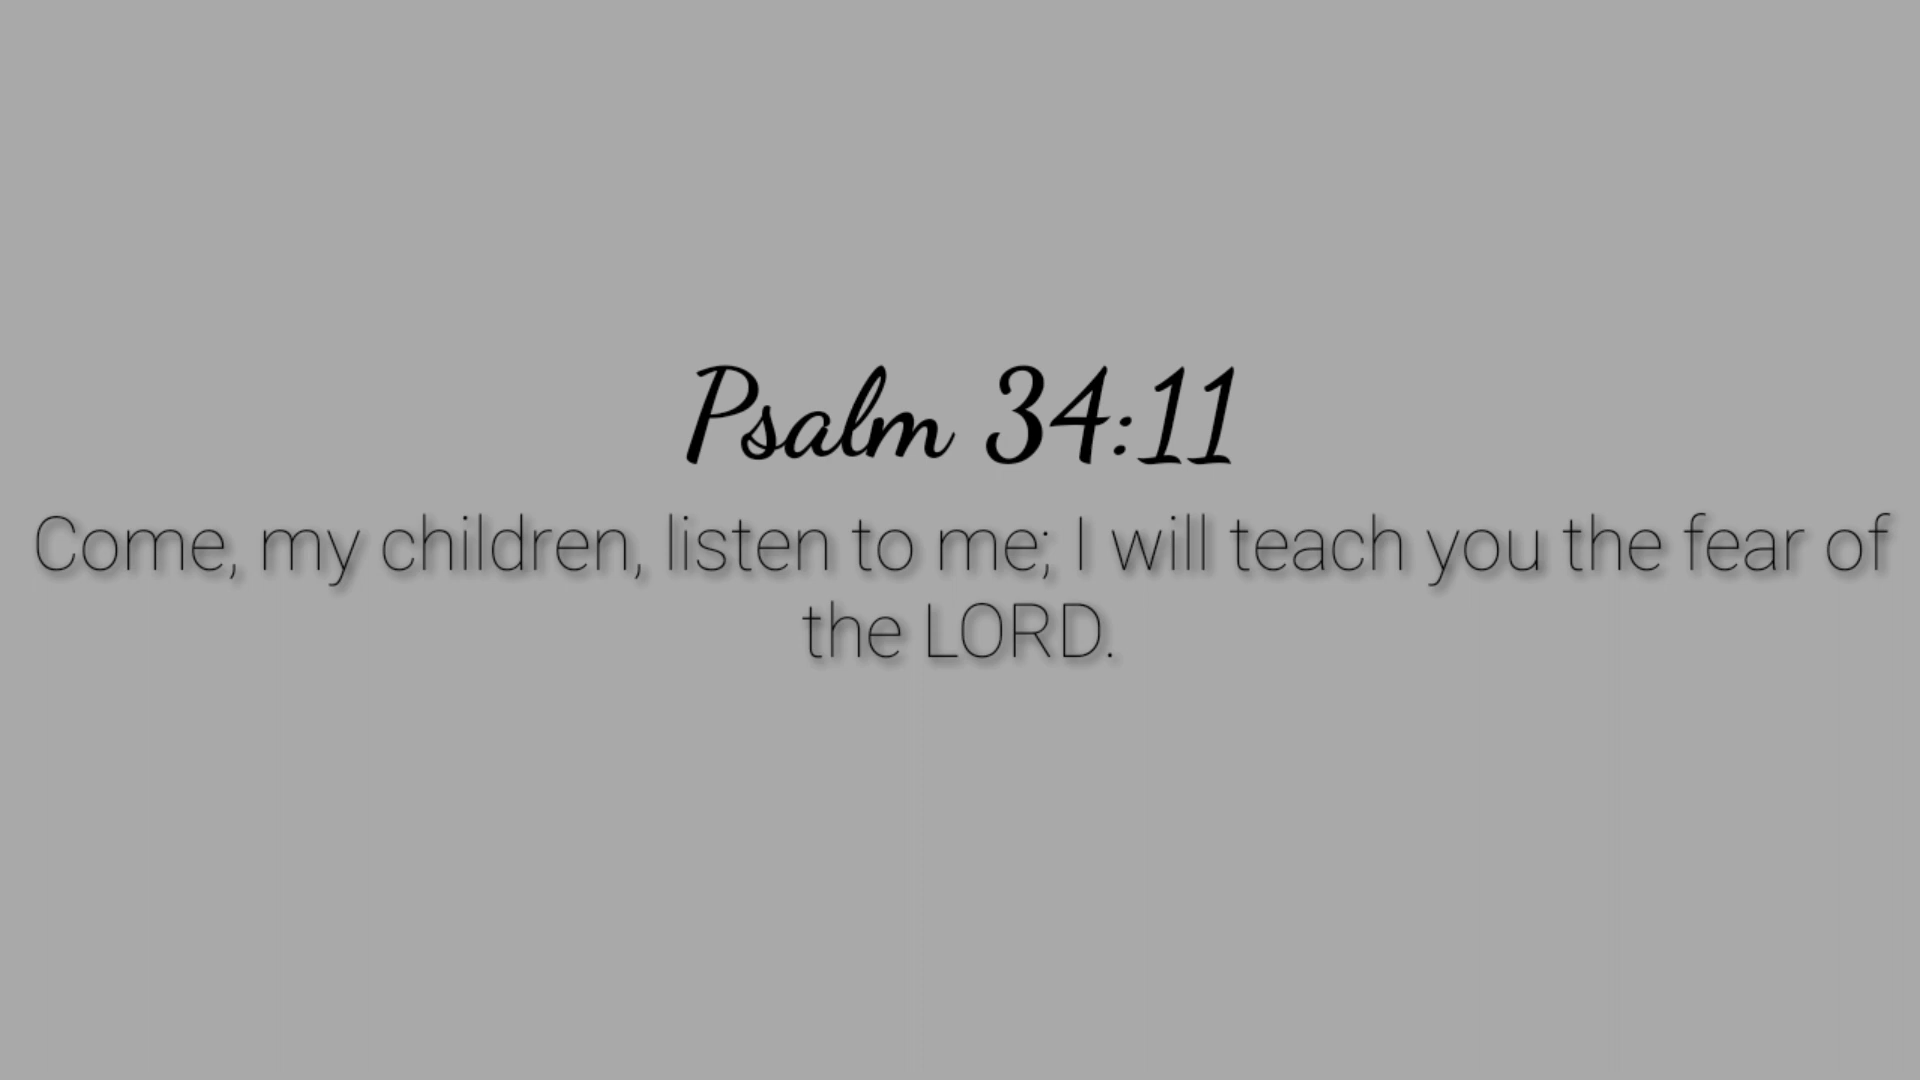 Psalm 34:11
Come, my children, listen to me; I will teach you the fear of
the LORD.